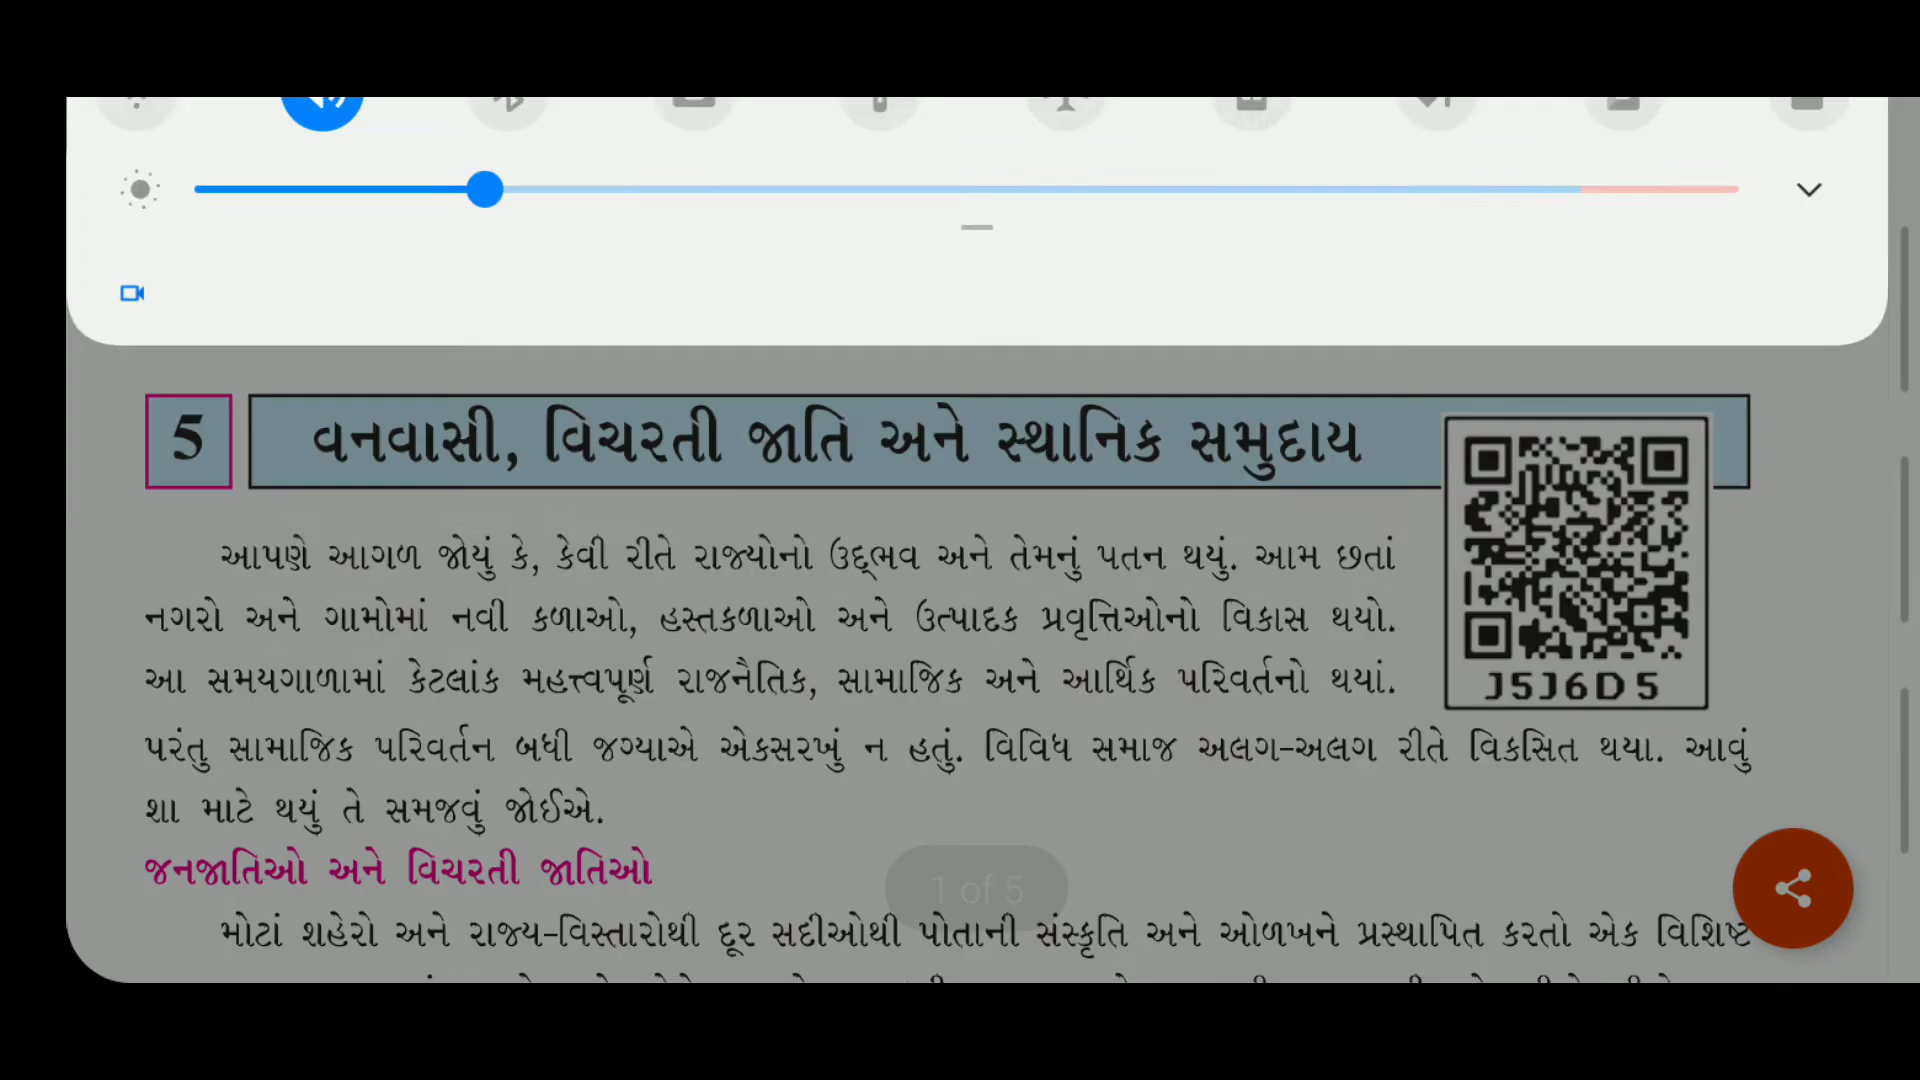 5
વનવાસી, વિચરતી જાતિ અને સ્થાનિક સમુદાય
આપણે આગળ જોયું કે, કેવી રીતે રાજ્યોનો ઉદ્ભવ અને તેમનું પતન થયું. આમ છતાં
નગરો અને ગામોમાં નવી કળાઓ, હસ્તકળાઓ અને ઉત્પાદક પ્રવૃત્તિઓનો વિકાસ થયો.
આ સમયગાળામાં કેટલાંક મહત્ત્વપૂર્ણ રાજનૈતિક, સામાજિક અને આર્થિક પરિવર્તનો થયાં.
J5J6D5
પરંતુ સામાજિક પરિવર્તન બધી જગ્યાએ એકસરખું ન હતું. વિવિધ સમાજ અલગ-અલગ રીતે વિકસિત થયા. આવું
શા માટે થયું તે સમજવું જોઈએ.
જનજાતિઓ અને વિચરતી જાતિઓ
1 of 5
મોટાં શહેરો અને રાજ્ય-વિસ્તારોથી દૂર સદીઓથી પોતાની સંસ્કૃતિ અને ઓળખને પ્રસ્થાપિત કરતો એક વિશિષ્ટ